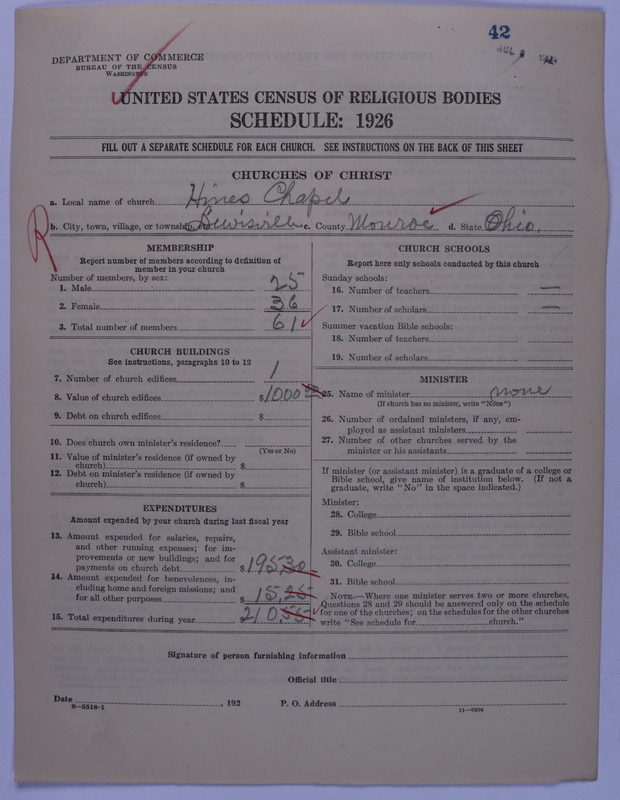 42
DEPARTMENT OF COMMERCE
BUREAU OF THE CENSUS
WASHINGTON
UNITED STATES CENSUS OF RELIGIOUS BODIES
SCHEDULE: 1926
FILL OUT A SEPARATE SCHEDULE FOR EACH CHURCH. SEE INSTRUCTIONS ON THE BACK OF THIS SHEET
CHURCHES OF CHRIST
a. Local name of church Hines Chapel
b. City, town, village, or township Lewisville c. County Monroe d. State Ohio.
R
MEMBERSHIP
Report number of members according to definition of
member in your church
Number of members, by sex:
1. Male 25
2. Female 36
3. Total number of members 61
CHURCH BUILDINGS
See instructions, paragraphs 10 to 12
7. Number of church edifices 1
8. Value of church edifices $1000 00
9. Debt on church edifices $
10. Does church own minister's residence?
(Yes or No)
11. Value of minister's residence (if owned by
church) $
12. Debt on minister's residence (if owned by
church) $
EXPENDITURES
Amount expended by your church during last fiscal year
13. Amount expended for salaries, repairs,
and other running expenses; for im-
provements or new buildings; and for
payments on church debt $195.30
14. Amount expended for benevolences, in-
cluding home and foreign missions; and
for all other purposes 15.25
15. Total expenditures during year $210.55
CHURCH SCHOOLS
Report here only schools conducted by this church
Sunday schools:
16. Number of teachers —
17. Number of scholars —
Summer vacation Bible schools:
18. Number of teachers
19. Number of scholars
MINISTER
25. Name of minister none
(If church has no minister, write "None")
26. Number of ordained ministers, if any, em-
ployed as assistant ministers
27. Number of other churches served by the
minister or his assistants
If minister (or assistant minister) is a graduate of a college or
Bible school, give name of institution below. (If not a
graduate, write "No" in the space indicated.)
Minister:
28. College
29. Bible school
Assistant minister:
30. College
31. Bible school
NOTE.—Where one minister serves two or more churches,
Questions 28 and 29 should be answered only on the schedule
for one of the churches; on the schedules for the other churches
write "See schedule for church."
Signature of person furnishing information
Official title
Date , 192 P. O. Address
8—5518-1 11—9394